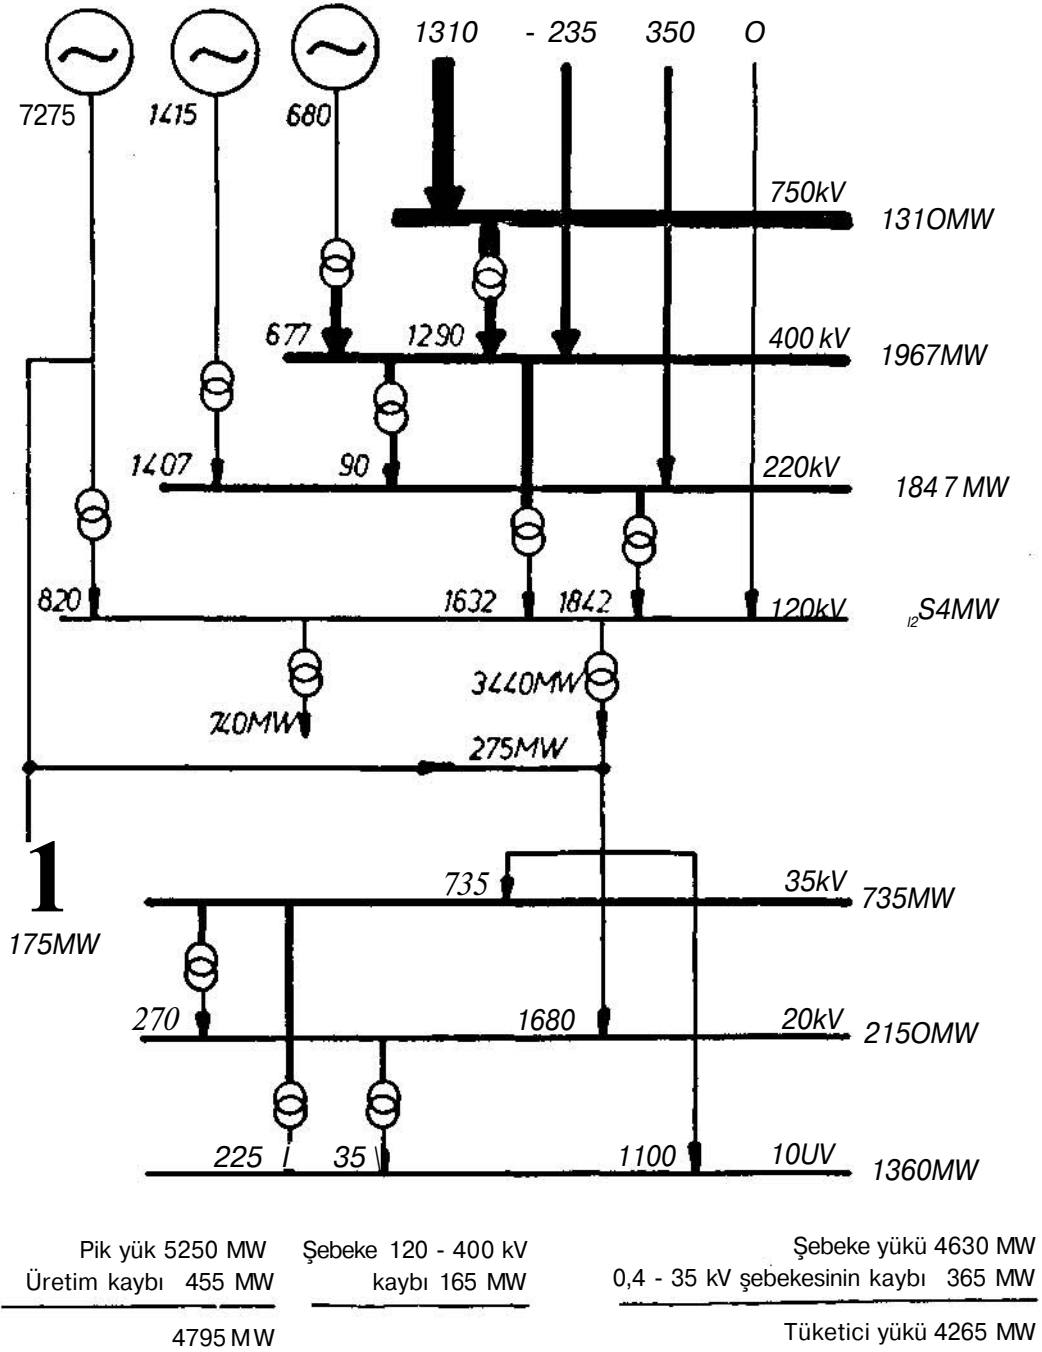 1310 - 235 350 O
7275 1415 680
750kV
131OMW
677 1290 400 kV
1967MW
1407 90 220kV
1847 MW
820 1632 1842 120kV
I2S4MW
3440MW
740MW
275MW
1
735 35kV
735MW
175MW
270 1680 20kV
215OMW
225 35 1100 10UV
1360MW
Pik yük 5250 MW Şebeke 120 - 400 kV Şebeke yükü 4630 MW
Üretim kaybı 455 MW kaybı 165 MW 0,4 - 35 kV şebekesinin kaybı 365 MW
4795 MW Tüketici yükü 4265 MW